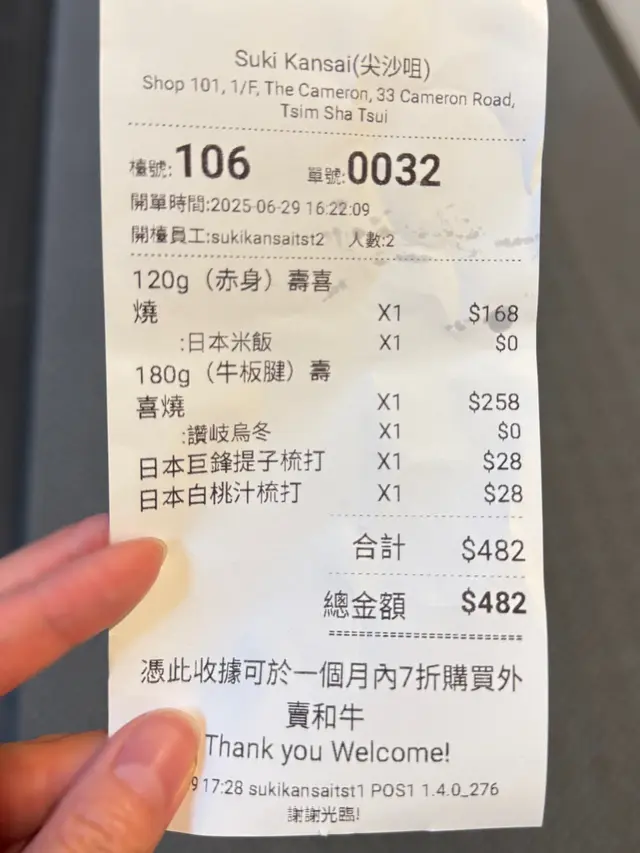 Suki Kansai(尖沙咀)
Shop 101, 1/F, The Cameron, 33 Cameron Road,
Tsim Sha Tsui
檯號:106 單號:0032
開單時間:2025-06-29 16:22:09
開檯員工:sukikansaitst2 人數:2
120g（赤身）壽喜
燒 X1 $168
:日本米飯 X1 $0
180g（牛板腱）壽
喜燒 X1 $258
:讚岐烏冬 X1 $0
日本巨鋒提子梳打 X1 $28
日本白桃汁梳打 X1 $28
合計 $482
總金額 $482
憑此收據可於一個月內7折購買外
賣和牛
Thank you Welcome!
9 17:28 sukikansaitst1 POS1 1.4.0_276
謝謝光臨!